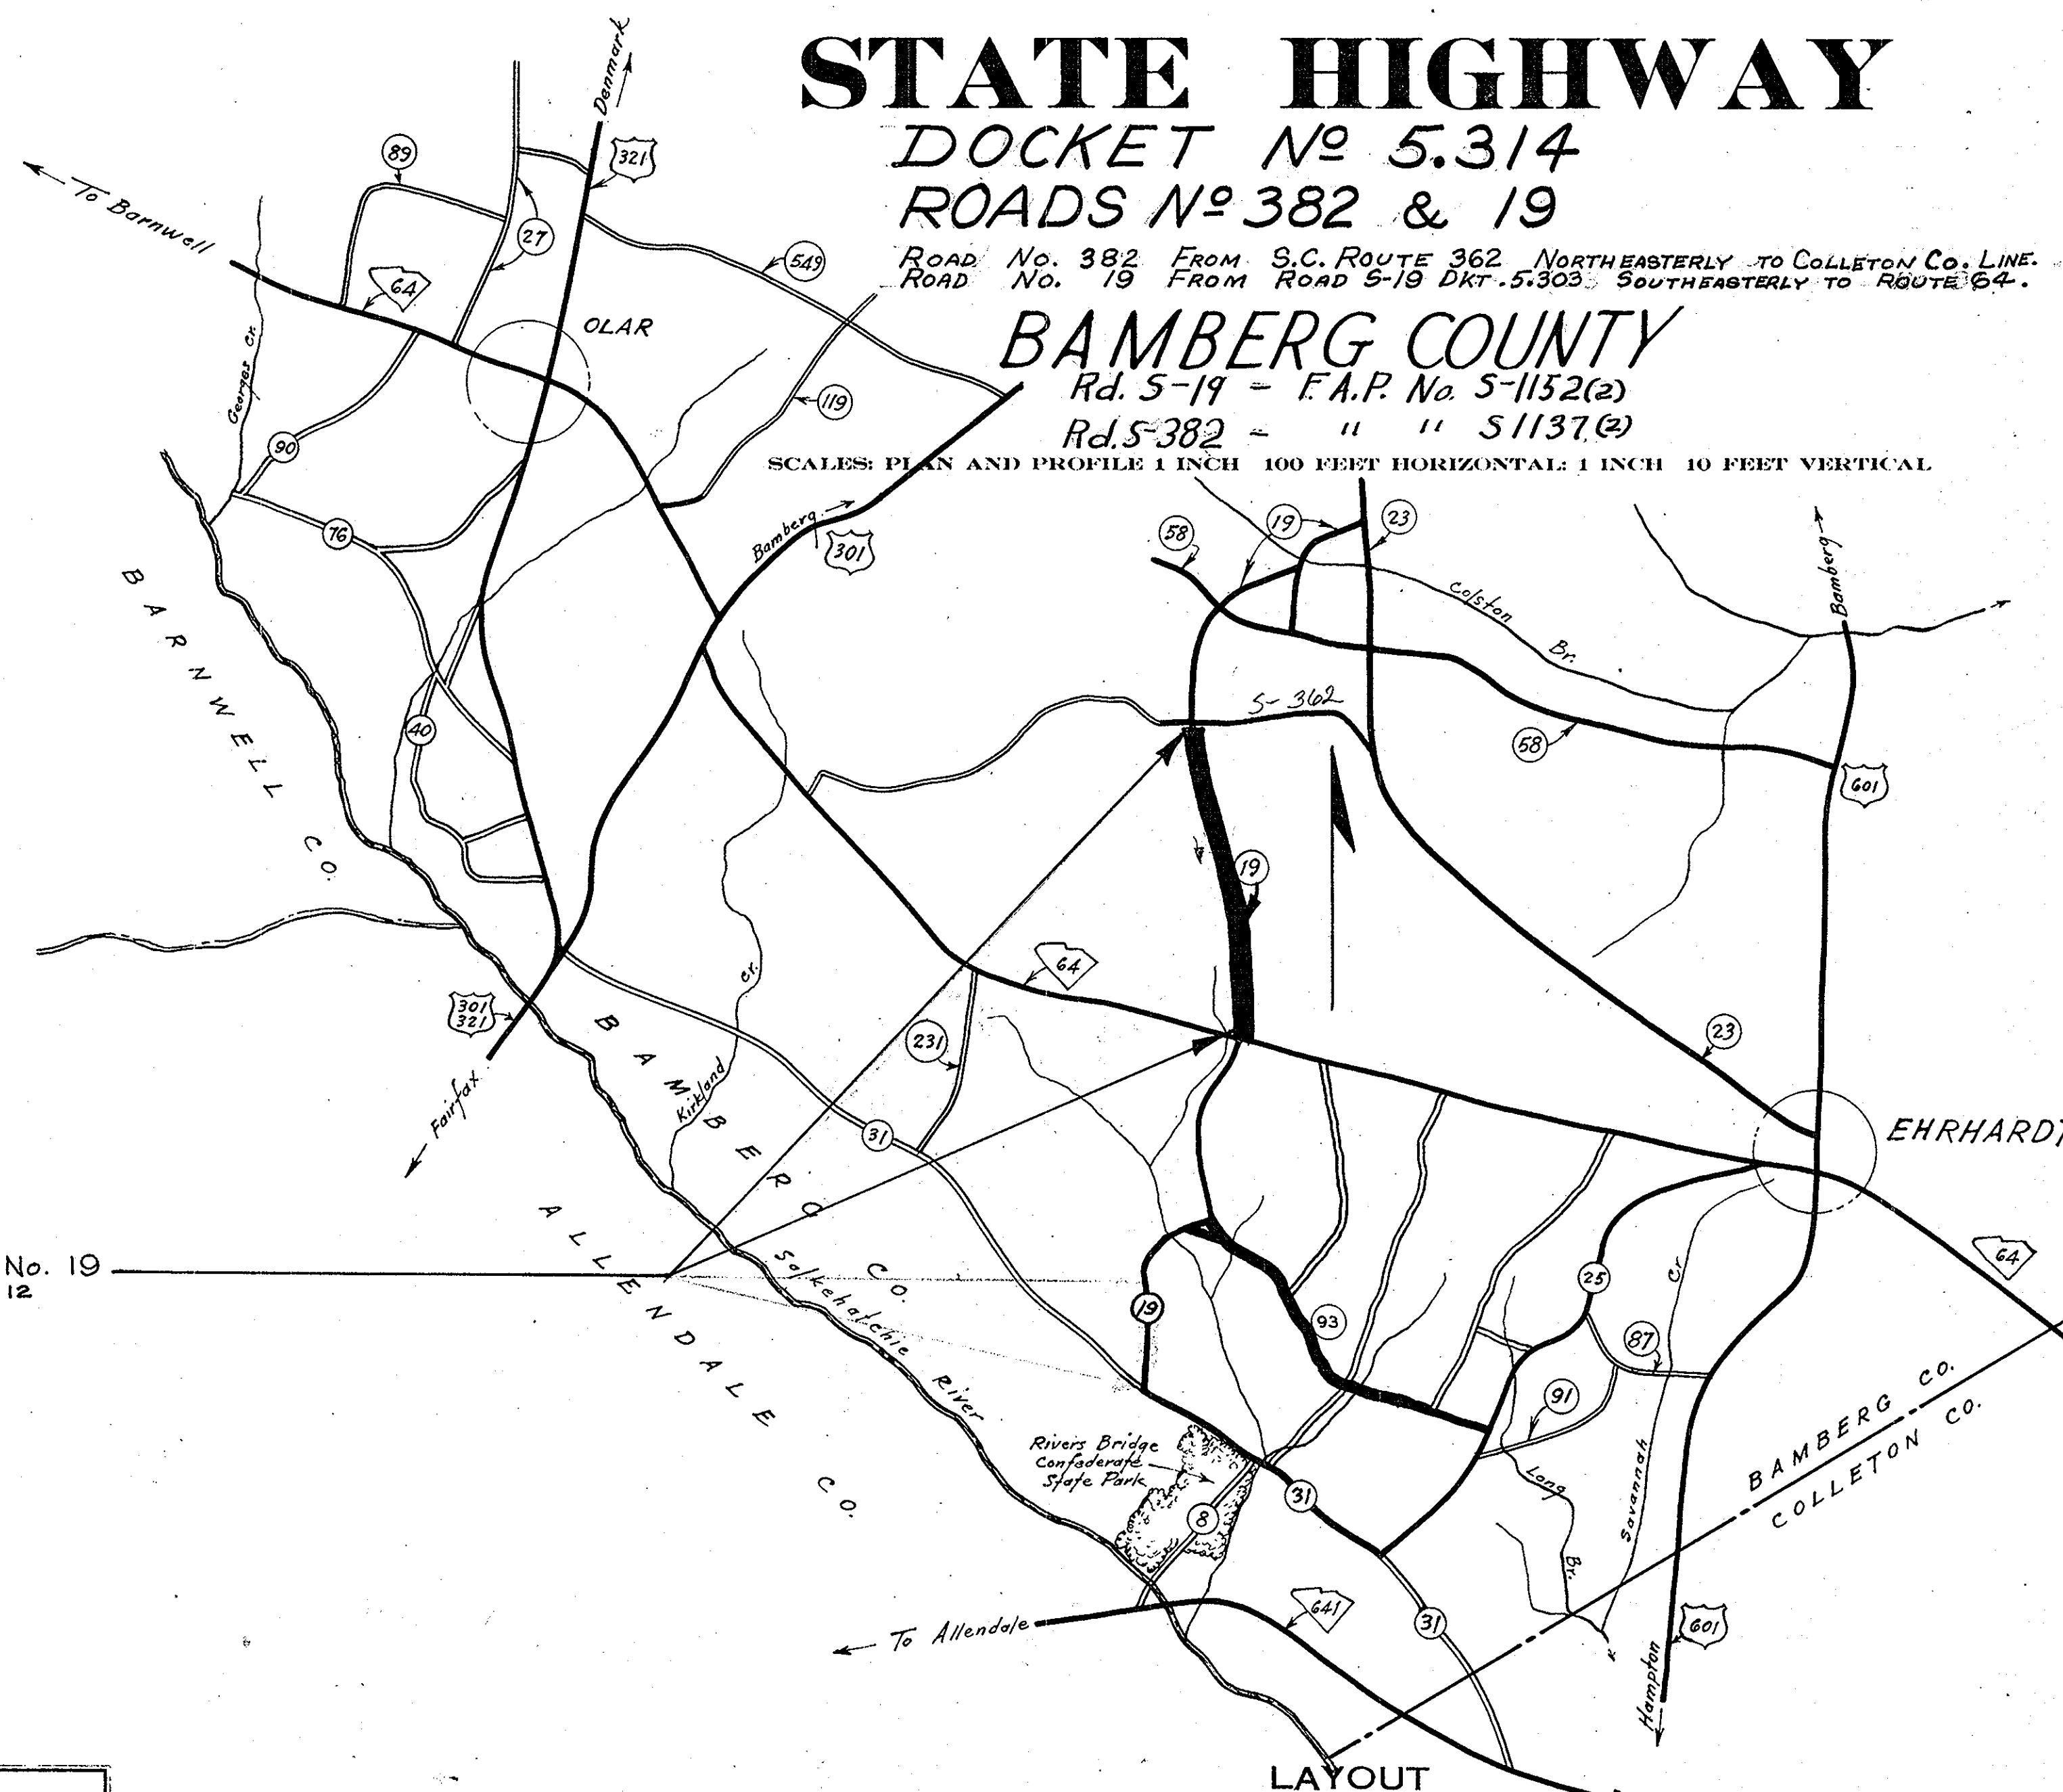 STATE HIGHWAY
DOCKET Nº 5.314
ROADS Nº 382 & 19
ROAD No. 382 FROM S.C. ROUTE 362 NORTHEASTERLY TO COLLETON CO. LINE.
ROAD No. 19 FROM ROAD S-19 DKT. 5.303 SOUTHEASTERLY TO ROUTE 64.
BAMBERG COUNTY
Rd. S-19 - F.A.P. No. S-1152(2)
Rd. S-382 - " " S1137(2)
SCALES: PLAN AND PROFILE 1 INCH 100 FEET HORIZONTAL: 1 INCH 10 FEET VERTICAL
Denmark
321
89
27
549
To Barnwell
64
OLAR
Georges Cr.
119
90
76
Bamberg
301
58
19
23
Colston
Br.
Bamberg
BARNWELL CO.
40
S-362
58
601
19
64
Cr.
Kirkland
301
321
231
23
Fairfax
BAMBERG CO.
31
EHRHARDT
ALLENDALE CO.
No. 19
12
Salkehatchie River
19
93
25
Cr.
64
87
91
BAMBERG CO.
COLLETON CO.
Rivers Bridge
Confederate
State Park
8
31
Long
Br.
Savannah
To Allendale
641
31
601
Hampton
LAYOUT